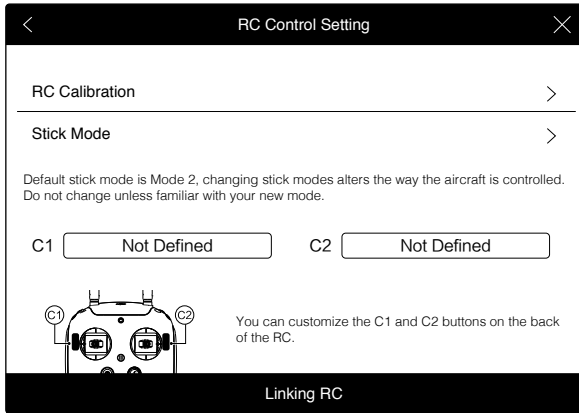 RC Control Setting
RC Calibration
Stick Mode
Default stick mode is Mode 2, changing stick modes alters the way the aircraft is controlled.
Do not change unless familiar with your new mode.
C1 Not Defined C2 Not Defined
C1 C2
You can customize the C1 and C2 buttons on the back
of the RC.
Linking RC